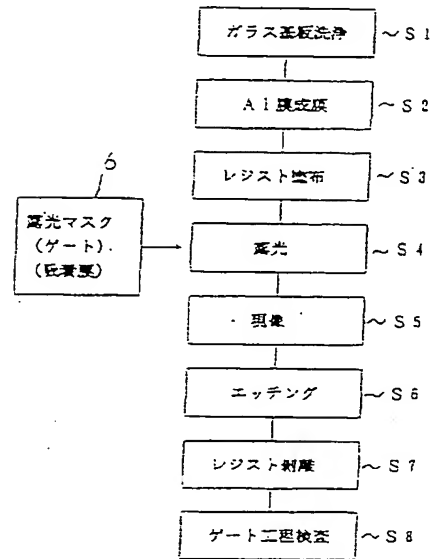 ガラス基板洗浄 ~S1
Al膜成膜 ~S2
レジスト塗布 ~S3
6
露光マスク
(ゲート).
露光 ~S4
現像 ~S5
エッチング ~S6
レジスト剥離 ~S7
ゲート工程検査 ~S8